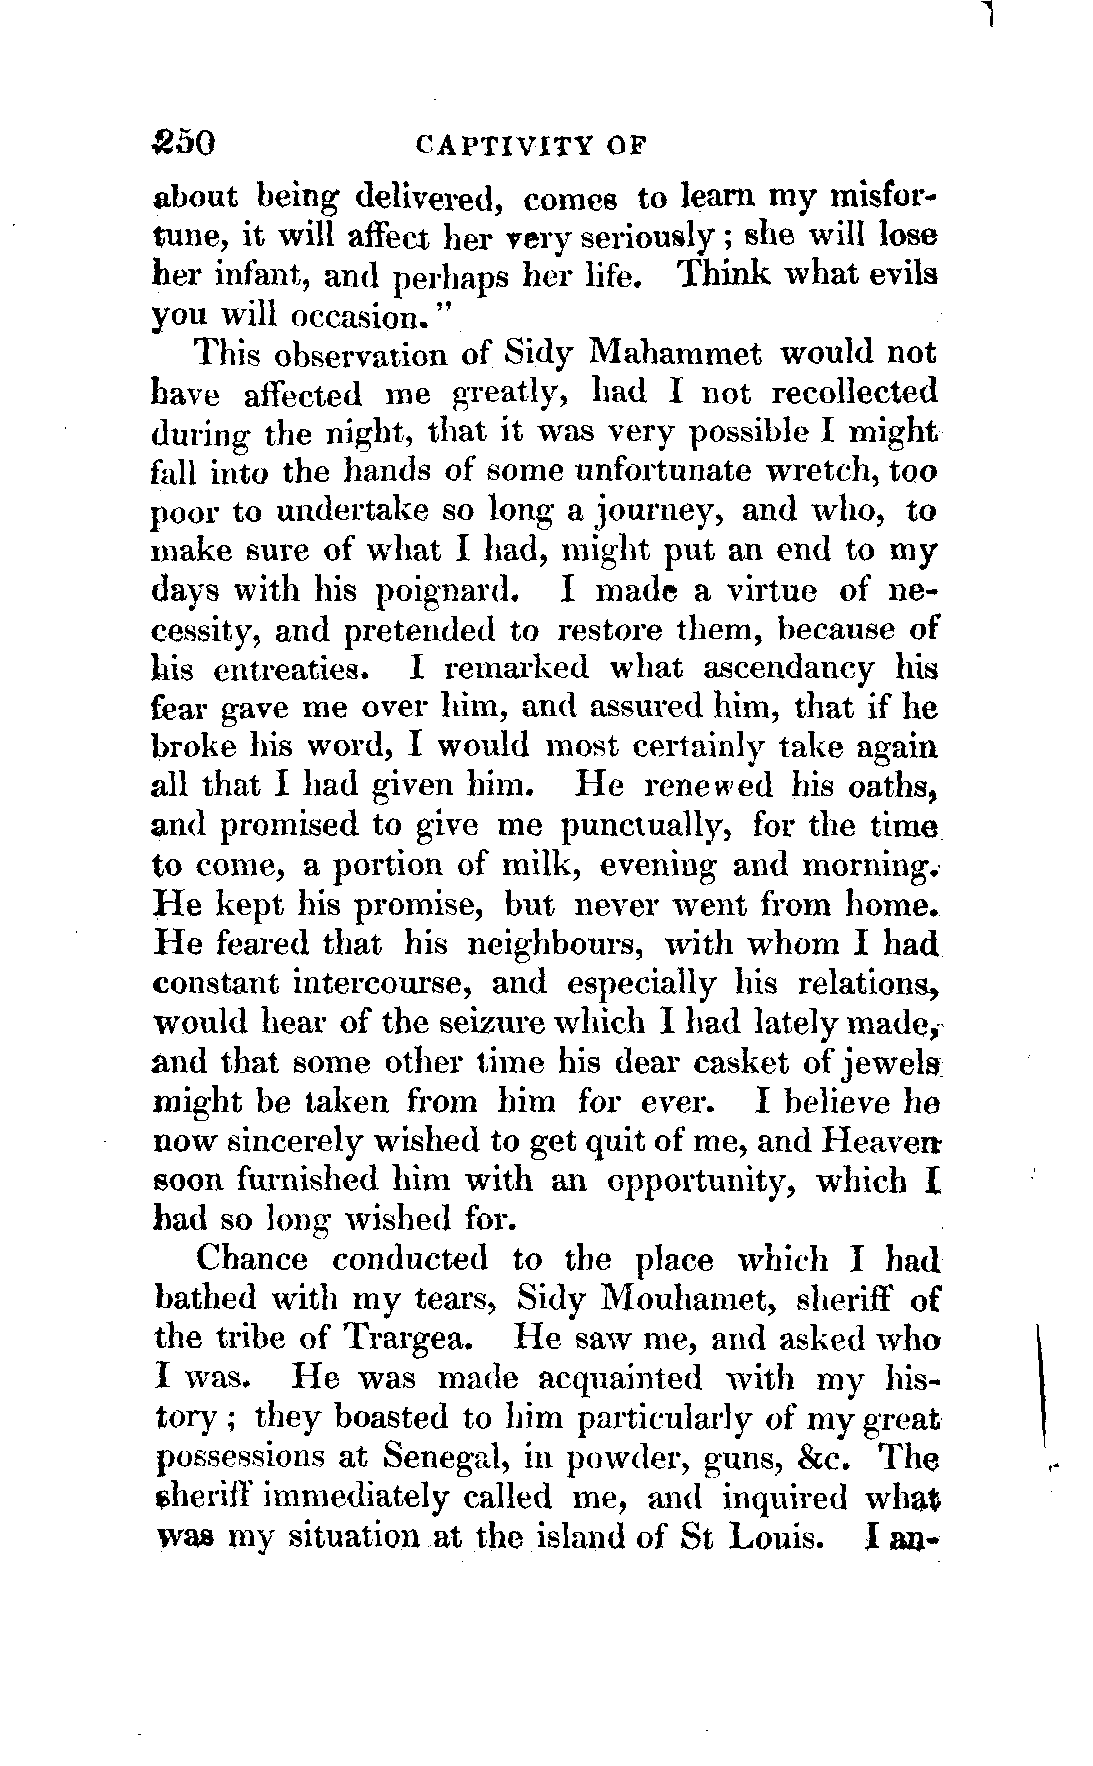 250 CAPTIVITY OF
about being delivered, comes to learn my misfor-
tune, it will affect her very seriously; she will lose
her infant, and perhaps her life. Think what evils
you will occasion."
This observation of Sidy Mahammet would not
have affected me greatly, had I not recollected
during the night, that it was very possible I might
fall into the hands of some unfortunate wretch, too
poor to undertake so long a journey, and who, to
make sure of what I had, might put an end to my
days with his poignard. I made a virtue of ne-
cessity, and pretended to restore them, because of
his entreaties. I remarked what ascendancy his
fear gave me over him, and assured him, that if he
broke his word, I would most certainly take again
all that I had given him. He renewed his oaths,
and promised to give me punctually, for the time
to come, a portion of milk, evening and morning.
He kept his promise, but never went from home.
He feared that his neighbours, with whom I had
constant intercourse, and especially his relations,
would hear of the seizure which I had lately made,
and that some other time his dear casket of jewels
might be taken from him for ever. I believe he
now sincerely wished to get quit of me, and Heaven
soon furnished him with an opportunity, which I
had so long wished for.
Chance conducted to the place which I had
bathed with my tears, Sidy Mouhamet, sheriff of
the tribe of Trargea. He saw me, and asked who
I was. He was made acquainted with my his-
tory; they boasted to him particularly of my great
possessions at Senegal, in powder, guns, &c. The
sheriff immediately called me, and inquired what
was my situation at the island of St Louis. I an-